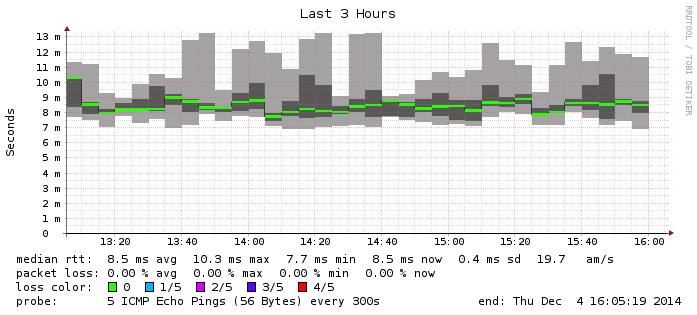 Last 3 Hours
RRDTOOL / TOBI OETIKER
Seconds
13 m
12 m
11 m
10 m
9 m
8 m
7 m
6 m
5 m
4 m
3 m
2 m
1 m
0
13:20 13:40 14:00 14:20 14:40 15:00 15:20 15:40 16:00
median rtt: 8.5 ms avg 10.3 ms max 7.7 ms min 8.5 ms now 0.4 ms sd 19.7 am/s
packet loss: 0.00 % avg 0.00 % max 0.00 % min 0.00 % now
loss color: 0 1/5 2/5 3/5 4/5
probe: 5 ICMP Echo Pings (56 Bytes) every 300s end: Thu Dec 4 16:05:19 2014